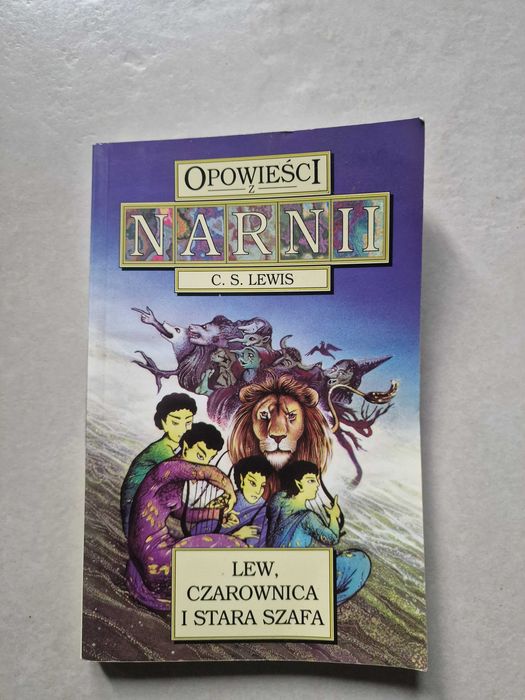 OPOWIEŚCI
Z
NARNII
C. S. LEWIS
LEW,
CZAROWNICA
I STARA SZAFA